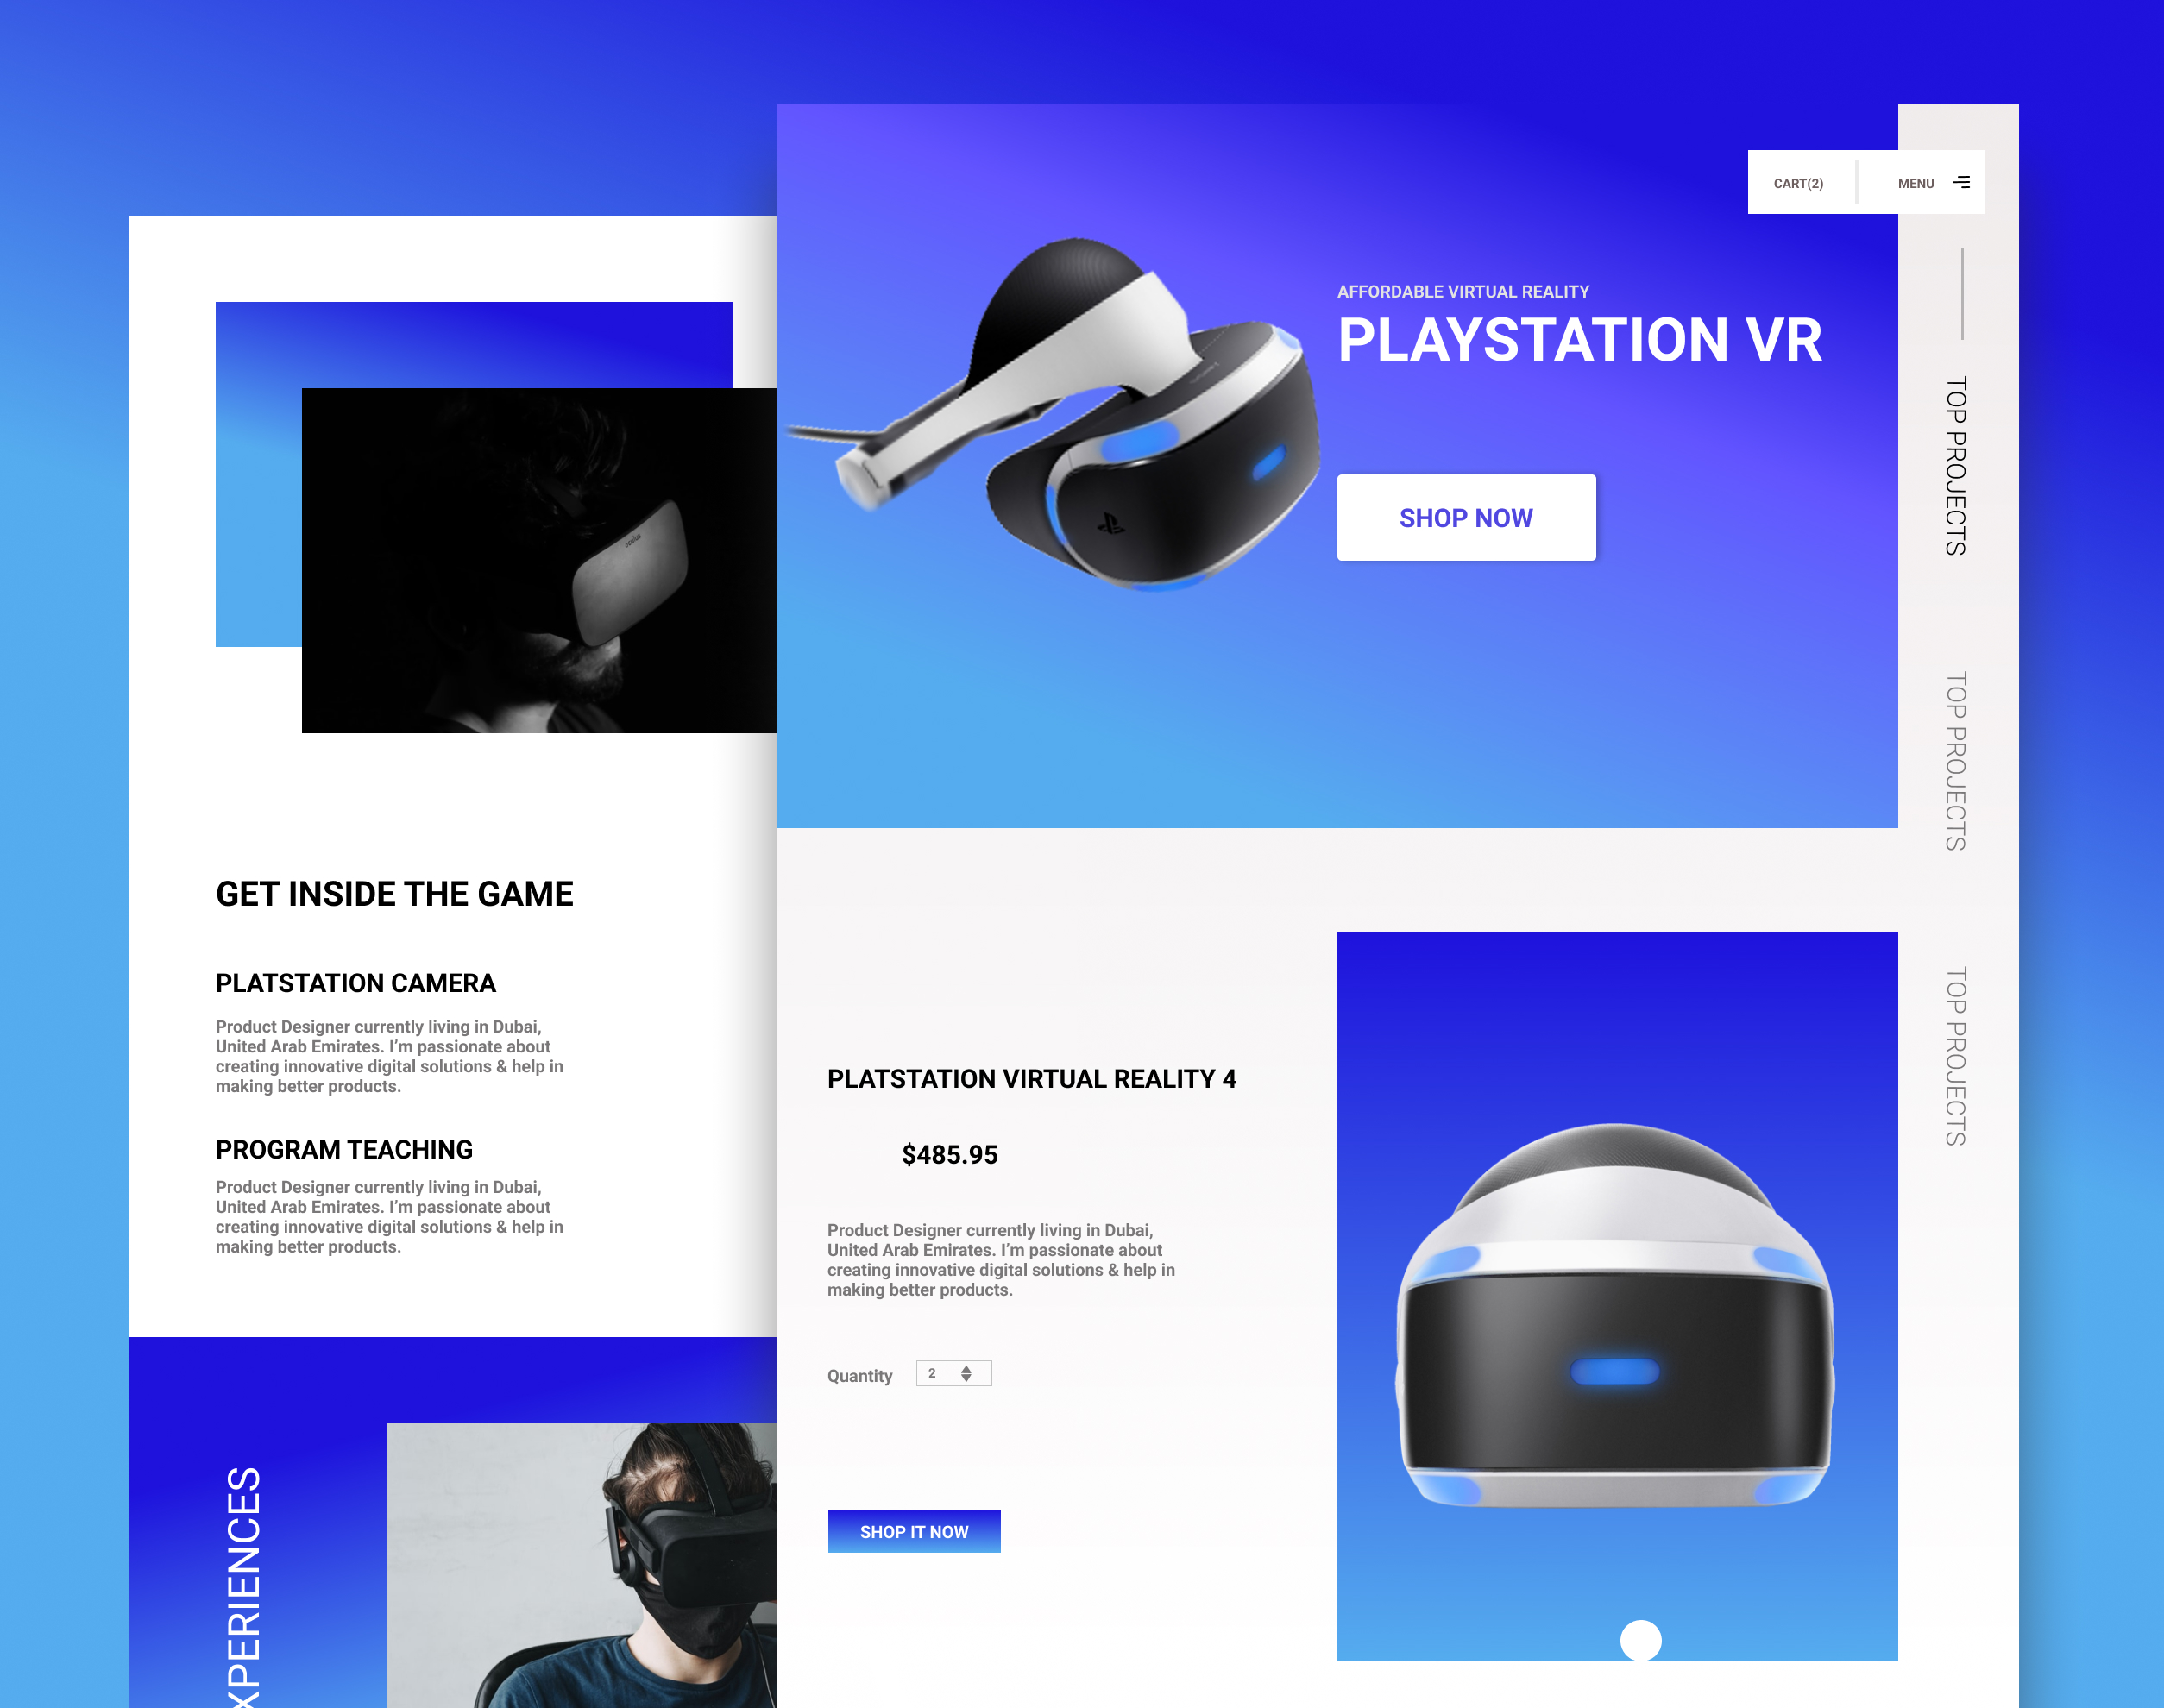 CART(2)
MENU
AFFORDABLE VIRTUAL REALITY
PLAYSTATION VR
SHOP NOW
TOP PROJECTS
TOP PROJECTS
TOP PROJECTS
oculus
GET INSIDE THE GAME
PLATSTATION CAMERA
Product Designer currently living in Dubai,
United Arab Emirates. I’m passionate about
creating innovative digital solutions & help in
making better products.
PROGRAM TEACHING
Product Designer currently living in Dubai,
United Arab Emirates. I’m passionate about
creating innovative digital solutions & help in
making better products.
XPERIENCES
PLATSTATION VIRTUAL REALITY 4
$485.95
Product Designer currently living in Dubai,
United Arab Emirates. I’m passionate about
creating innovative digital solutions & help in
making better products.
Quantity 2
SHOP IT NOW